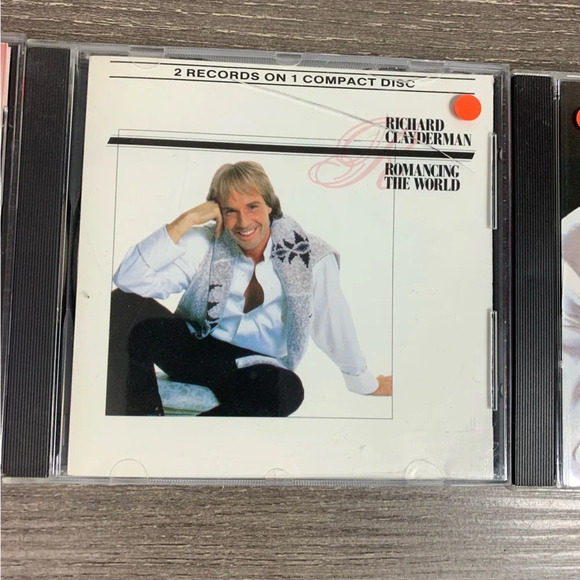 2 RECORDS ON 1 COMPACT DISC
RICHARD
CLAYDERMAN
ROMANCING
THE WORLD